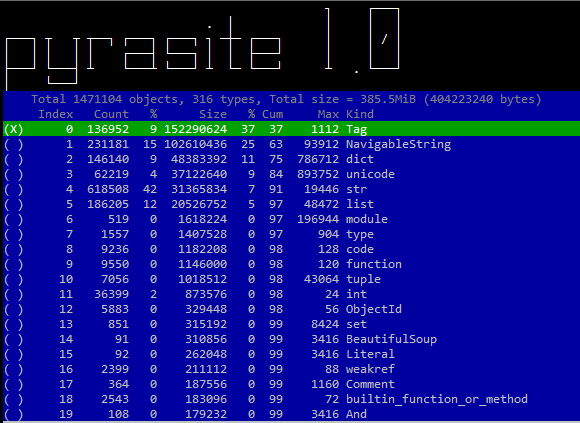 pyrasite 1.0
Total 1471104 objects, 316 types, Total size = 385.5MiB (404223240 bytes)
Index Count % Size % Cum Max Kind
(X) 0 136952 9 152290624 37 37 1112 Tag
( ) 1 231181 15 102610436 25 63 93912 NavigableString
( ) 2 146140 9 48383392 11 75 786712 dict
( ) 3 62219 4 37122640 9 84 893752 unicode
( ) 4 618508 42 31365834 7 91 19446 str
( ) 5 186205 12 20526752 5 97 48472 list
( ) 6 519 0 1618224 0 97 196944 module
( ) 7 1557 0 1407528 0 97 904 type
( ) 8 9236 0 1182208 0 98 128 code
( ) 9 9550 0 1146000 0 98 120 function
( ) 10 7056 0 1018512 0 98 43064 tuple
( ) 11 36399 2 873576 0 98 24 int
( ) 12 5883 0 329448 0 98 56 ObjectId
( ) 13 851 0 315192 0 99 8424 set
( ) 14 91 0 310856 0 99 3416 BeautifulSoup
( ) 15 92 0 262048 0 99 3416 Literal
( ) 16 2399 0 211112 0 99 88 weakref
( ) 17 364 0 187556 0 99 1160 Comment
( ) 18 2543 0 183096 0 99 72 builtin_function_or_method
( ) 19 108 0 179232 0 99 3416 And